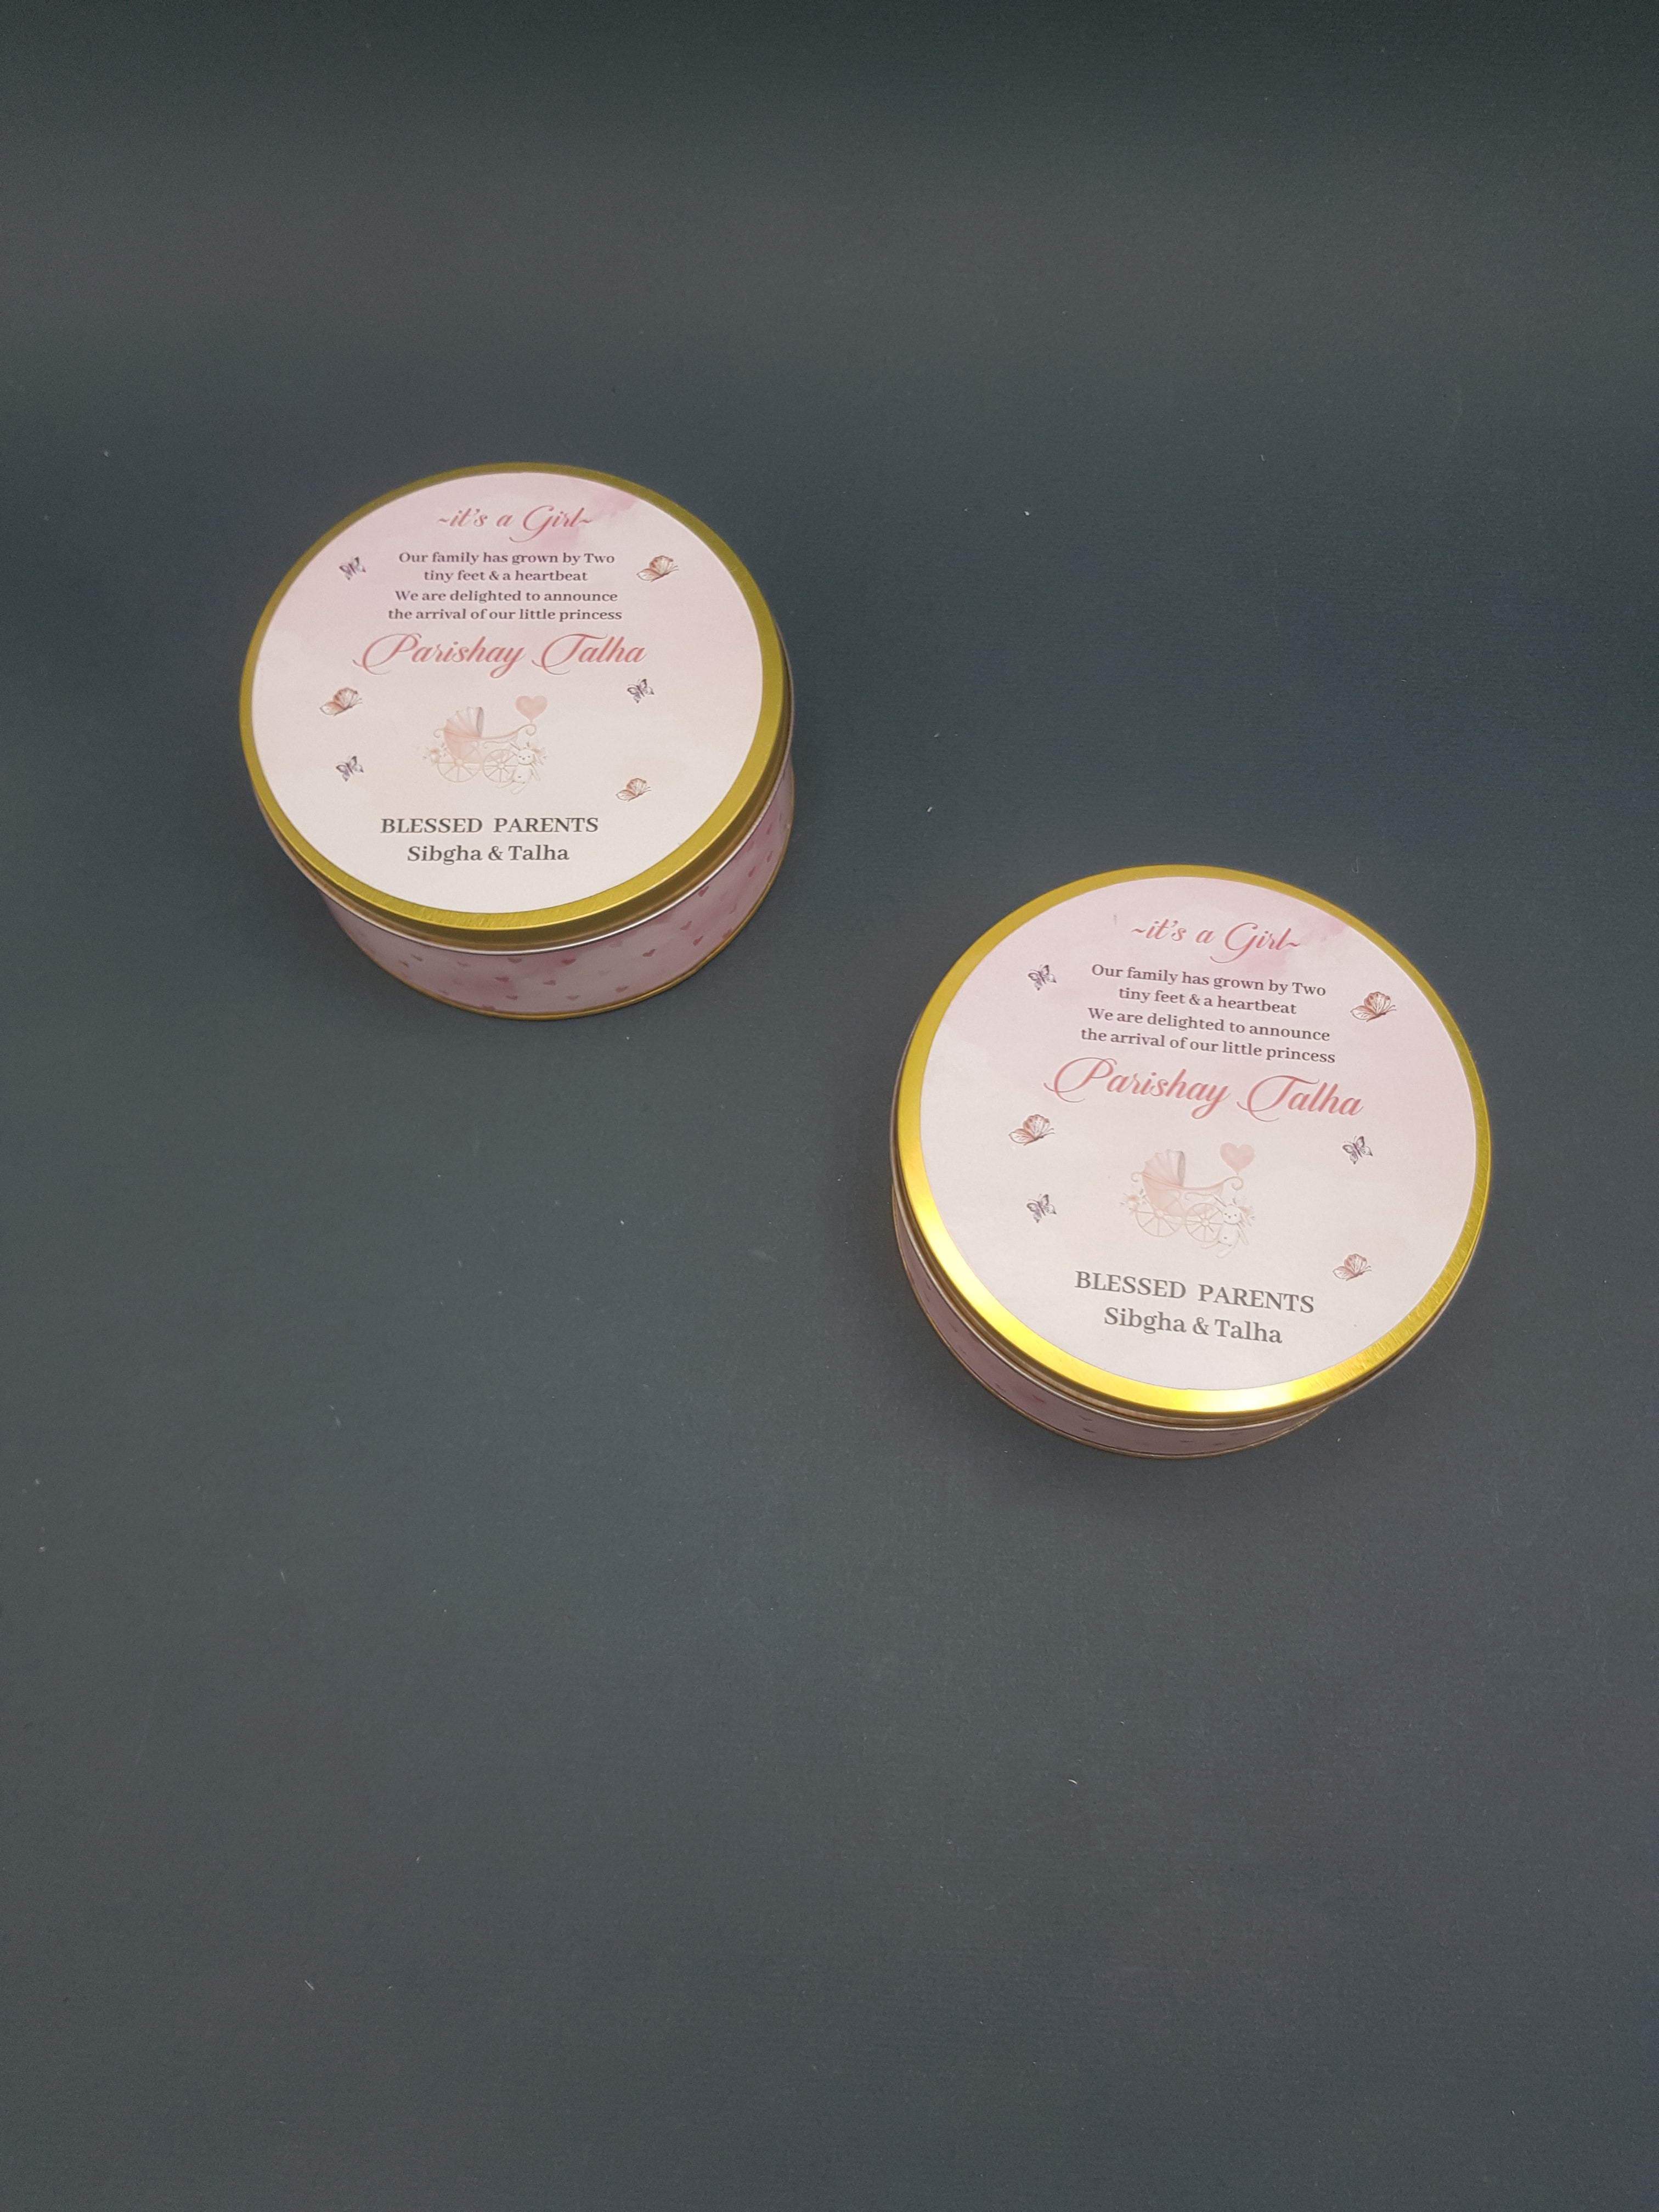 ~it's a Girl~
Our family has grown by Two
tiny feet & a heartbeat
We are delighted to announce
the arrival of our little princess
Parishay Talha
BLESSED PARENTS
Sibgha & Talha
~it's a Girl~
Our family has grown by Two
tiny feet & a heartbeat
We are delighted to announce
the arrival of our little princess
Parishay Talha
BLESSED PARENTS
Sibgha & Talha